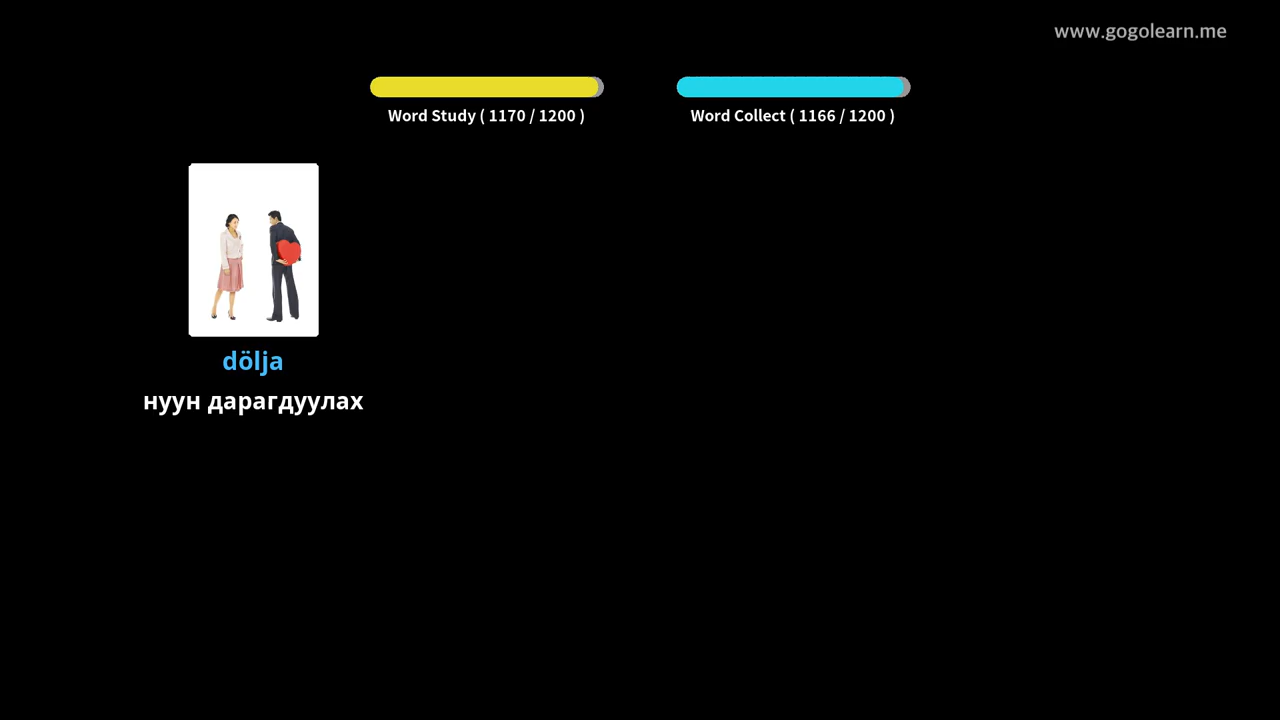 www.gogolearn.me
Word Study ( 1170 / 1200 )
Word Collect ( 1166 / 1200 )
dölja
нуун дарагдуулах